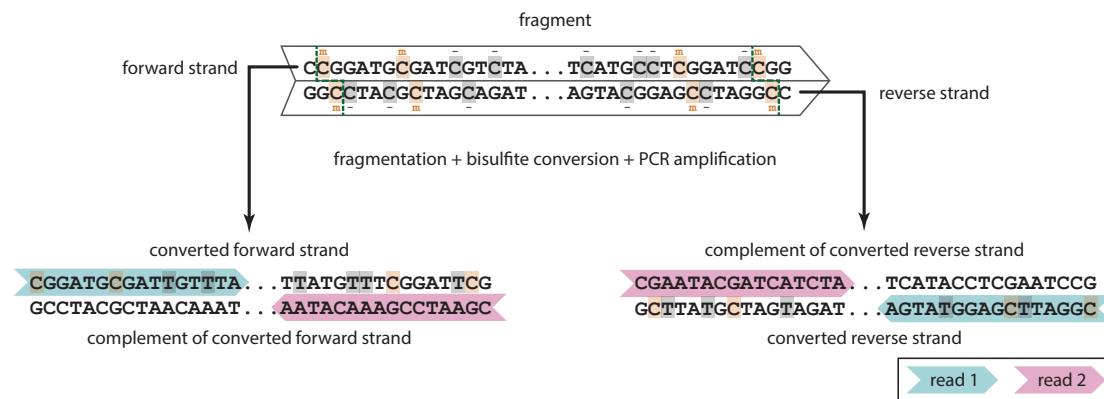 fragment
m m – – – – – m – m
forward strand
CCGGATGCGATCGTCTA...TCATGCCTCGGATCCGG
GGCCTACGCTAGCAGAT...AGTACGGAGCCTAGGCC
reverse strand
m – – m – – m – m
fragmentation + bisulfite conversion + PCR amplification
converted forward strand
CGGATGCGATTGTTTA...TTATGTTTCGGATTCG
GCCTACGCTAACAAAT...AATACAAAGCCTAAGC
complement of converted forward strand
complement of converted reverse strand
CGAATACGATCATCTA...TCATACCTCGAATCCG
GCTTATGCTAGTAGAT...AGTATGGAGCTTAGGC
converted reverse strand
read 1 read 2